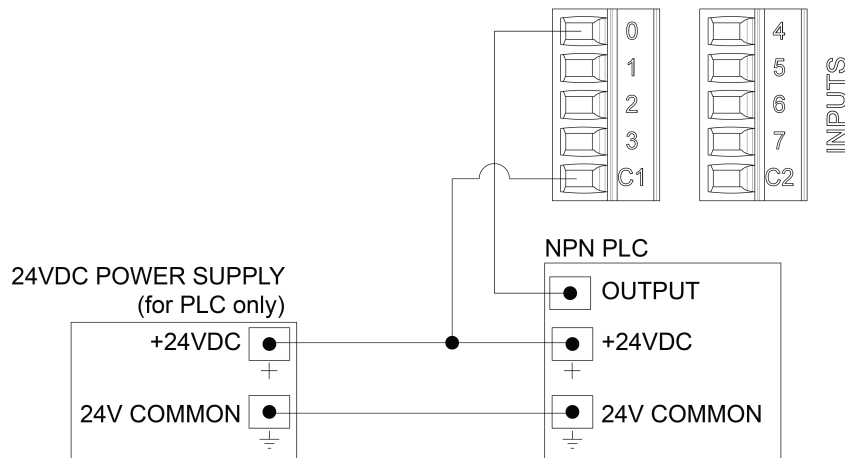 0
1
2
3
C1
4
5
6
7
C2
INPUTS
24VDC POWER SUPPLY
(for PLC only)
+24VDC
24V COMMON
NPN PLC
OUTPUT
+24VDC
24V COMMON